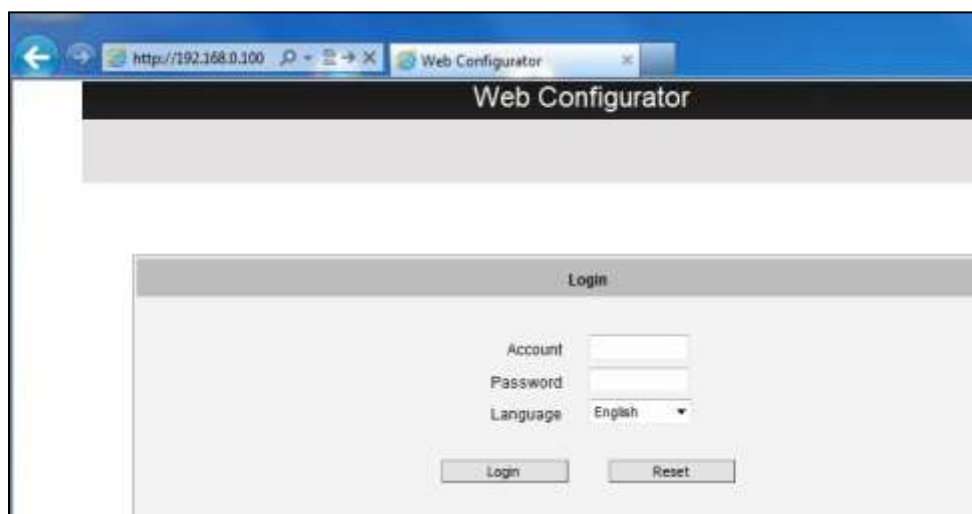 http://192.168.0.100
Web Configurator
Web Configurator
Login
Account
Password
Language English
Login Reset